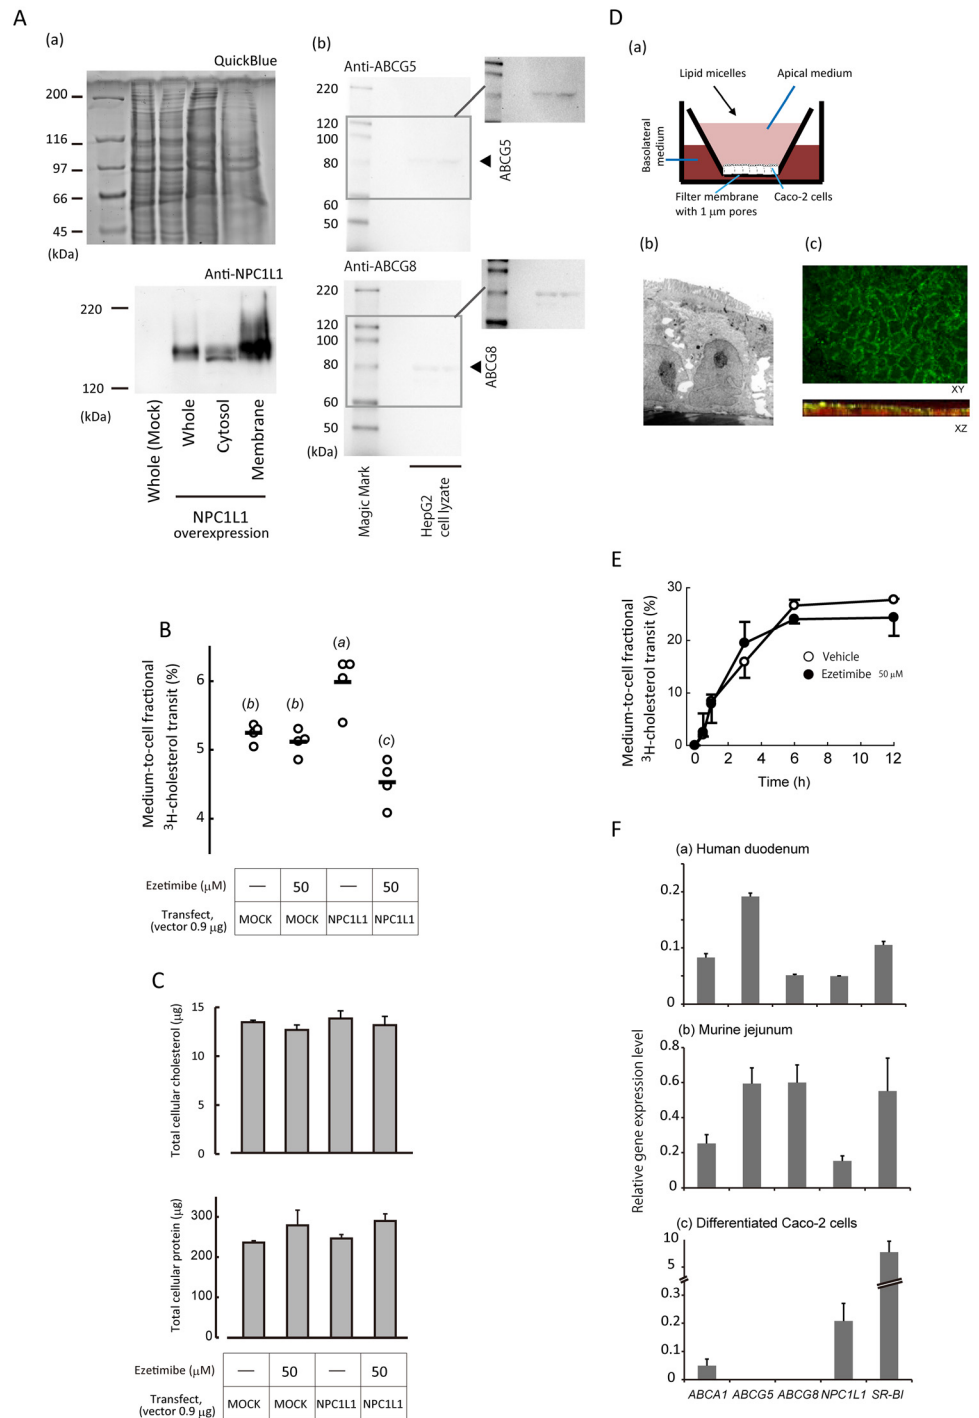 A
(a)
QuickBlue
200
116
97
66
45
(kDa)
Anti-NPC1L1
220
120
(kDa)
Whole (Mock)
Whole
Cytosol
Membrane
NPC1L1
overexpression
(b)
Anti-ABCG5
220
120
100
80
60
50
ABCG5
Anti-ABCG8
220
120
100
80
60
50
(kDa)
ABCG8
Magic Mark
HepG2
cell lyzate
B
Medium-to-cell fractional
³H-cholesterol transit (%)
6
5
4
(b)
(b)
(a)
(c)
Ezetimibe (μM) — 50 — 50
Transfect,
(vector 0.9 μg)
MOCK MOCK NPC1L1 NPC1L1
C
Total cellular cholesterol (μg)
15
10
5
0
Total cellular protein (μg)
300
200
100
0
Ezetimibe (μM) — 50 — 50
Transfect,
(vector 0.9 μg)
MOCK MOCK NPC1L1 NPC1L1
D
(a)
Lipid micelles
Apical medium
Basolateral
medium
Filter membrane
with 1 μm pores
Caco-2 cells
(b)
(c)
XY
XZ
E
Medium-to-cell fractional
³H-cholesterol transit (%)
30
20
10
0
Vehicle
Ezetimibe 50 μM
0 2 4 6 8 10 12
Time (h)
F
Relative gene expression level
(a) Human duodenum
0.2
0.1
0
(b) Murine jejunum
0.8
0.6
0.4
0.2
0
(c) Differentiated Caco-2 cells
10
5
0.3
0.2
0.1
0
ABCA1 ABCG5 ABCG8 NPC1L1 SR-BI